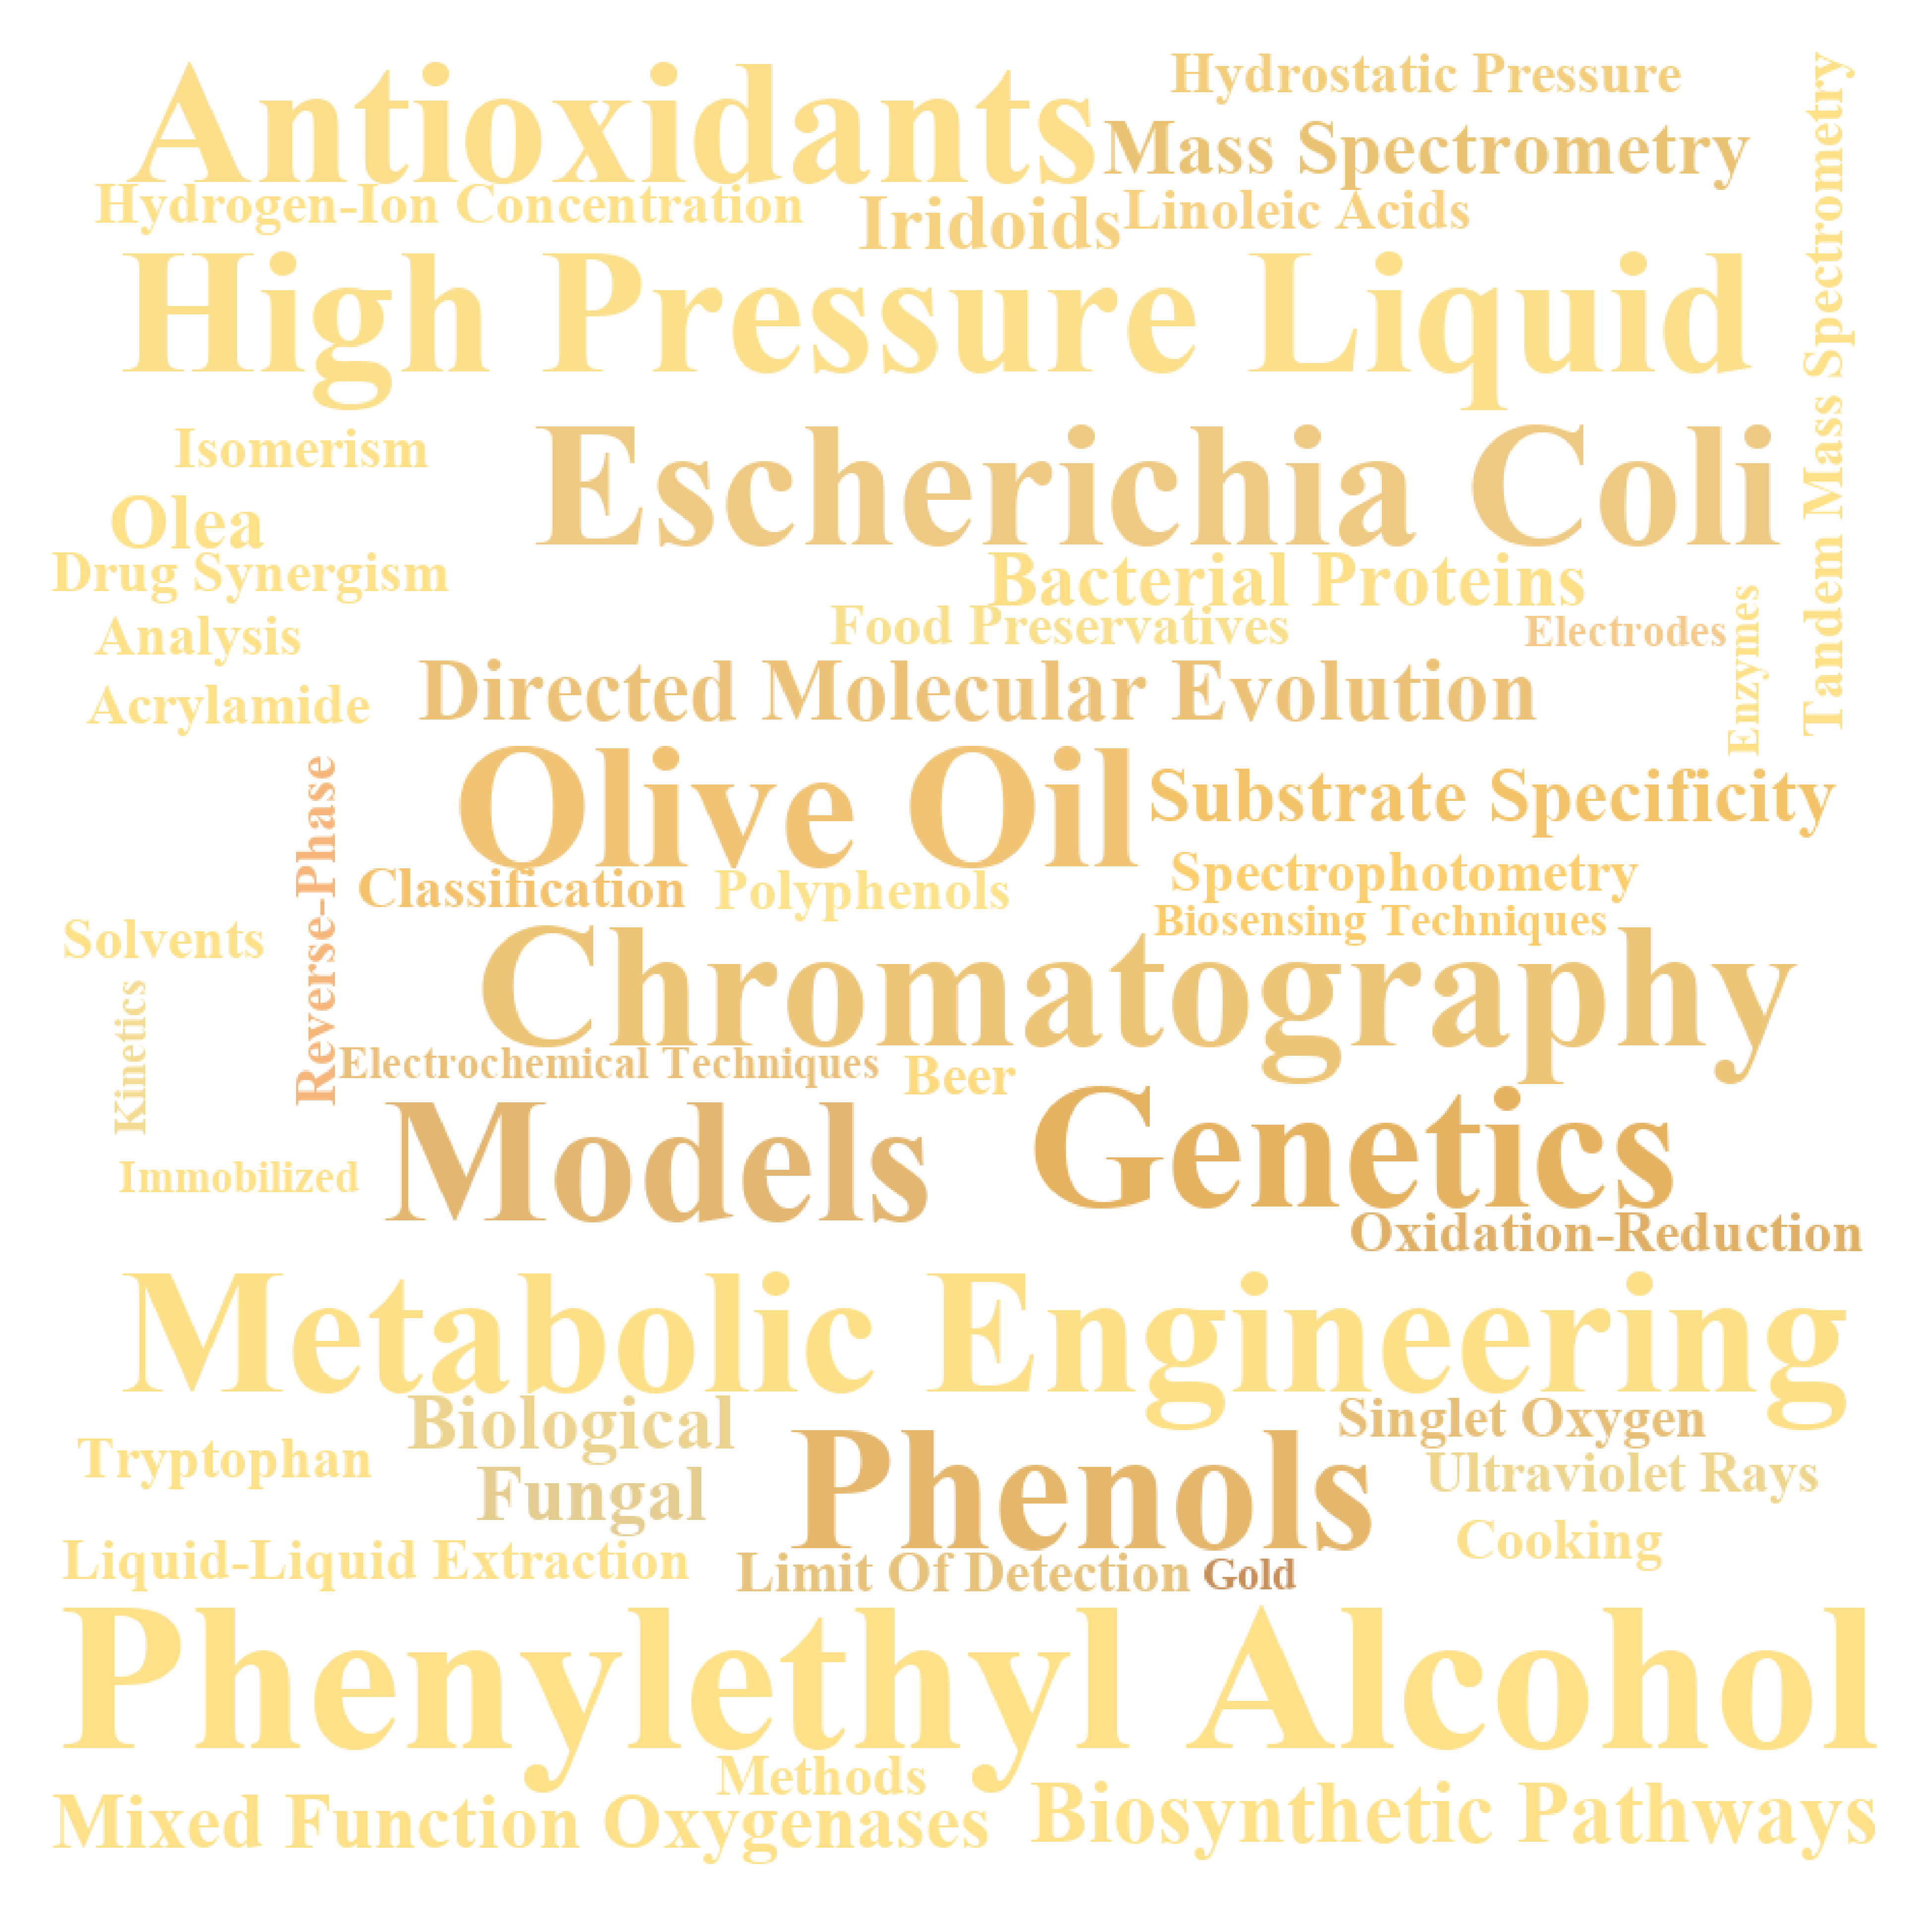 Antioxidants
Hydrostatic Pressure
Mass Spectrometry
Hydrogen-Ion Concentration
Iridoids
Linoleic Acids
Tandem Mass Spectrometry
High Pressure Liquid
Isomerism
Escherichia Coli
Olea
Drug Synergism
Bacterial Proteins
Analysis
Food Preservatives
Electrodes
Enzymes
Acrylamide
Directed Molecular Evolution
Olive Oil
Substrate Specificity
Reverse-Phase
Classification
Polyphenols
Spectrophotometry
Biosensing Techniques
Solvents
Chromatography
Kinetics
Electrochemical Techniques
Beer
Models
Genetics
Immobilized
Oxidation-Reduction
Metabolic Engineering
Biological
Singlet Oxygen
Tryptophan
Fungal
Phenols
Ultraviolet Rays
Cooking
Liquid-Liquid Extraction
Limit Of Detection
Gold
Phenylethyl Alcohol
Methods
Mixed Function Oxygenases
Biosynthetic Pathways